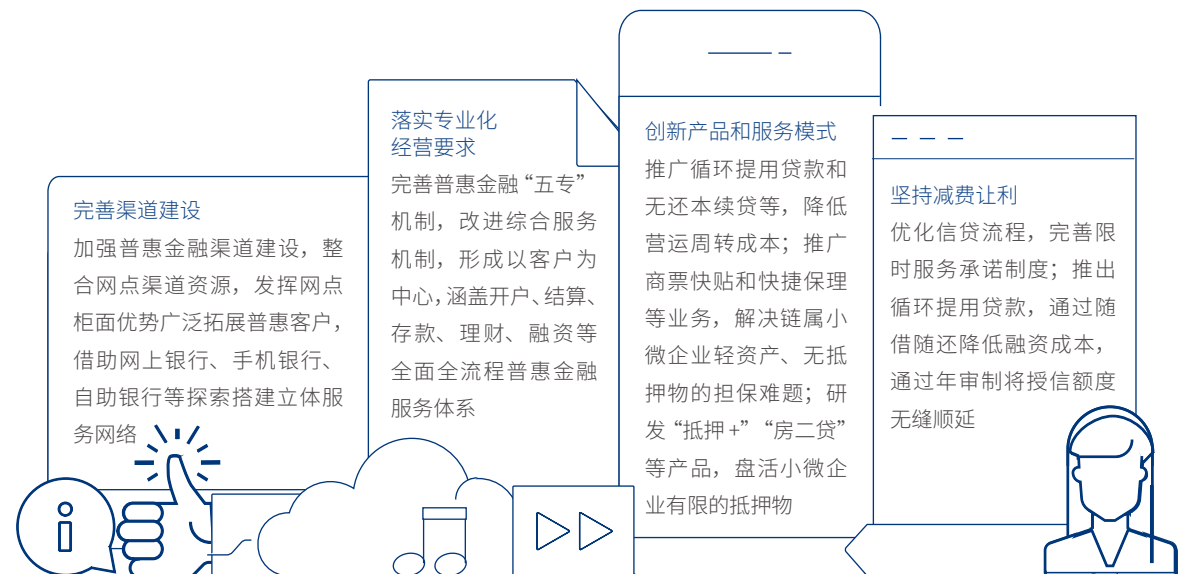 完善渠道建设
加强普惠金融渠道建设，整
合网点渠道资源，发挥网点
柜面优势广泛拓展普惠客户，
借助网上银行、手机银行、
自助银行等探索搭建立体服
务网络
落实专业化
经营要求
完善普惠金融“五专”
机制，改进综合服务
机制，形成以客户为
中心，涵盖开户、结算、
存款、理财、融资等
全面全流程普惠金融
服务体系
创新产品和服务模式
推广循环提用贷款和
无还本续贷等，降低
营运周转成本；推广
商票快贴和快捷保理
等业务，解决链属小
微企业轻资产、无抵
押物的担保难题；研
发“抵押+”“房二贷”
等产品，盘活小微企
业有限的抵押物
坚持减费让利
优化信贷流程，完善限
时服务承诺制度；推出
循环提用贷款，通过随
借随还降低融资成本，
通过年审制将授信额度
无缝顺延